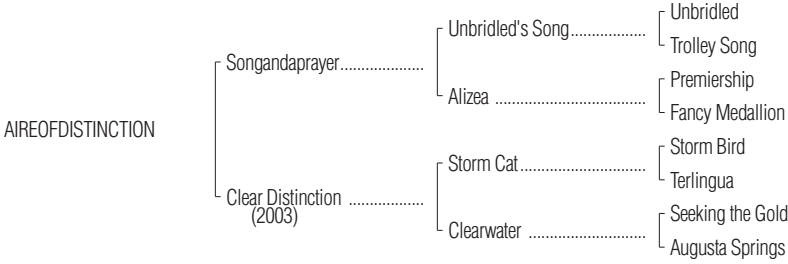 Unbridled
Unbridled's Song..................
Trolley Song
Songandaprayer....................
Premiership
Alizea ....................................
Fancy Medallion
AIREOFDISTINCTION
Storm Bird
Storm Cat..............................
Terlingua
Clear Distinction ..................
(2003)
Seeking the Gold
Clearwater ............................
Augusta Springs